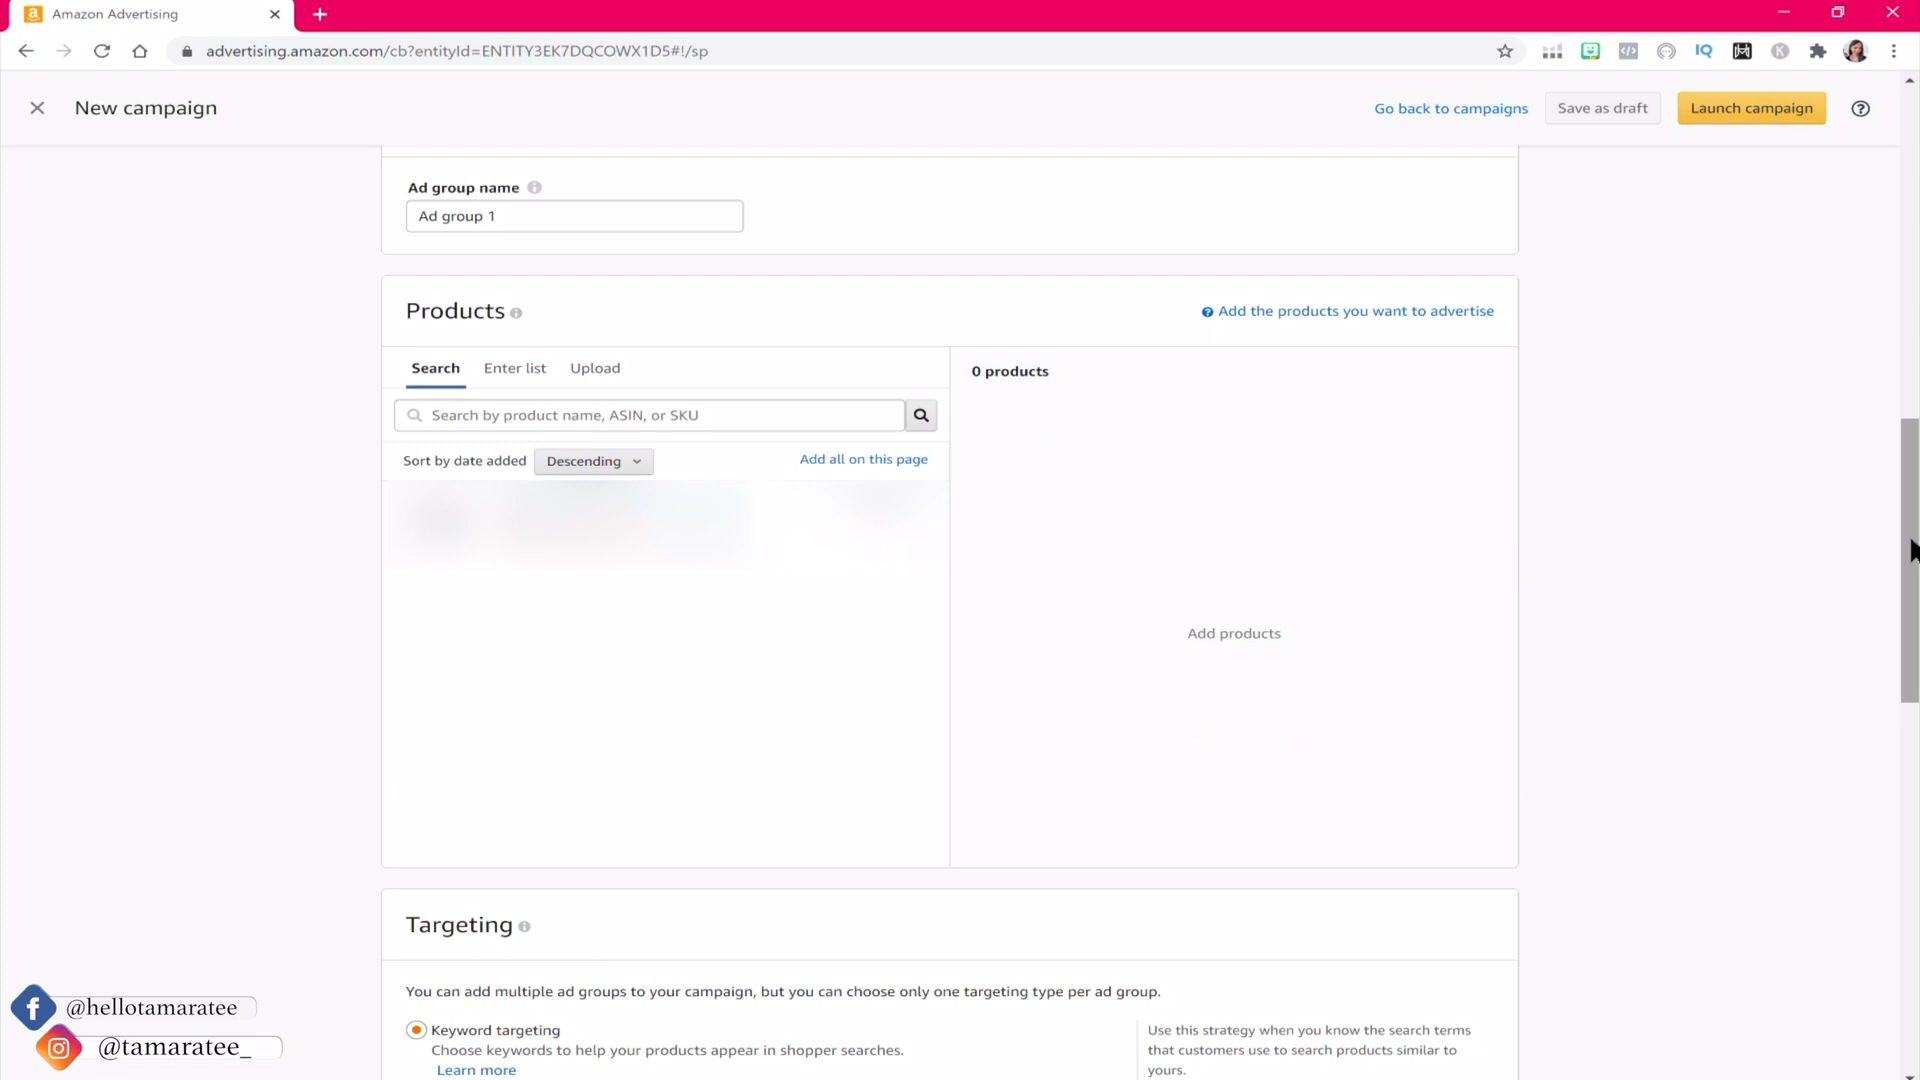 Amazon Advertising
advertising.amazon.com/cb?entityId=ENTITY3EK7DQCOWX1D5#!/sp
IQ
K
New campaign
Go back to campaigns
Save as draft
Launch campaign
Ad group name
Ad group 1
Products
Add the products you want to advertise
Search Enter list Upload
0 products
Search by product name, ASIN, or SKU
Sort by date added Descending Add all on this page
Add products
Targeting
You can add multiple ad groups to your campaign, but you can choose only one targeting type per ad group.
Keyword targeting
Choose keywords to help your products appear in shopper searches.
Learn more
Use this strategy when you know the search terms
that customers use to search products similar to
yours.
@hellotamaratee
@tamaratee_